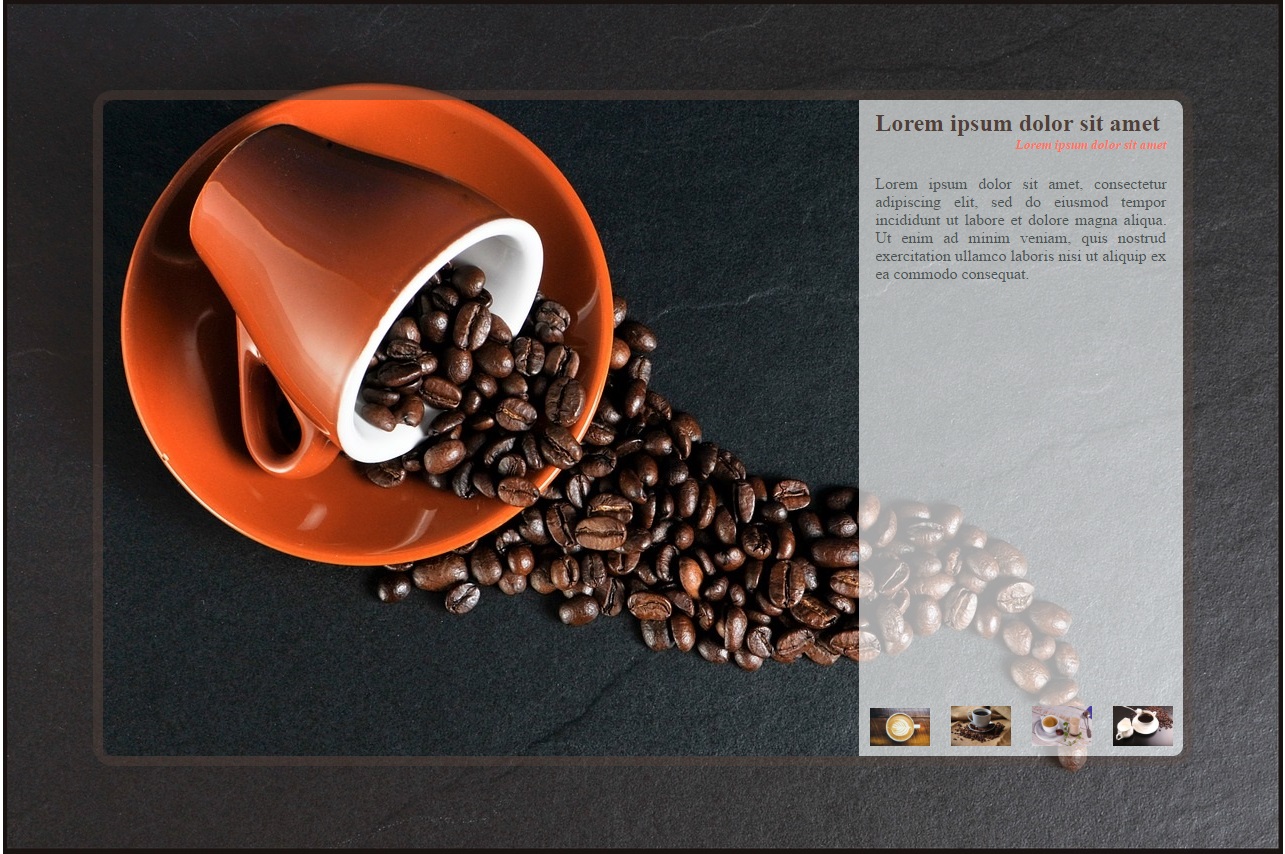 Lorem ipsum dolor sit amet
Lorem ipsum dolor sit amet
Lorem ipsum dolor sit amet, consectetur
adipiscing elit, sed do eiusmod tempor
incididunt ut labore et dolore magna aliqua.
Ut enim ad minim veniam, quis nostrud
exercitation ullamco laboris nisi ut aliquip ex
ea commodo consequat.